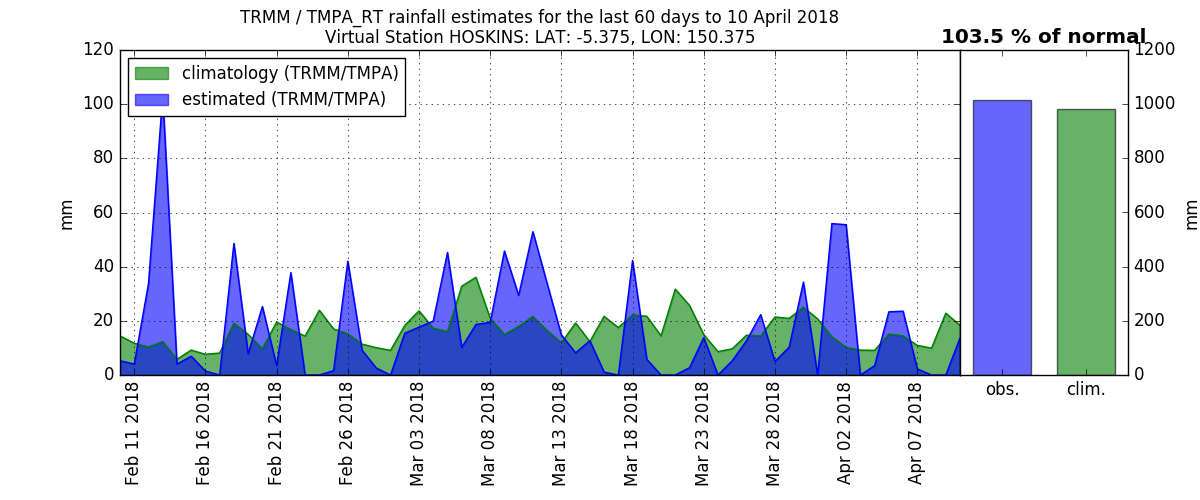 TRMM / TMPA_RT rainfall estimates for the last 60 days to 10 April 2018
Virtual Station HOSKINS: LAT: -5.375, LON: 150.375
103.5 % of normal
climatology (TRMM/TMPA)
estimated (TRMM/TMPA)
mm
120
100
80
60
40
20
0
Feb 11 2018
Feb 16 2018
Feb 21 2018
Feb 26 2018
Mar 03 2018
Mar 08 2018
Mar 13 2018
Mar 18 2018
Mar 23 2018
Mar 28 2018
Apr 02 2018
Apr 07 2018
obs.
clim.
1200
1000
800
600
400
200
0
mm